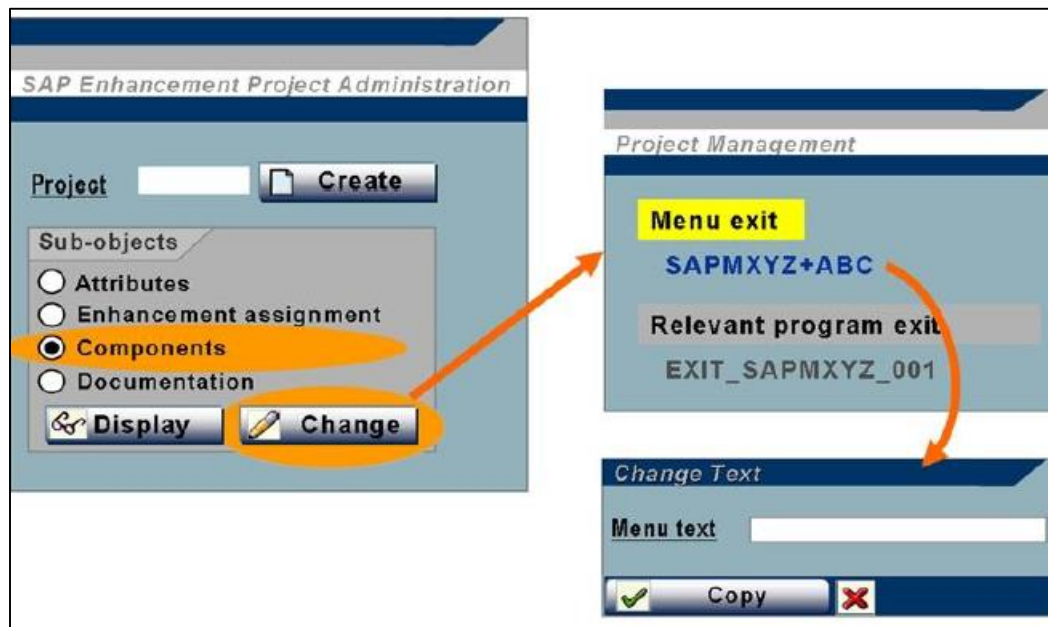 SAP Enhancement Project Administration
Project
Create
Sub-objects
Attributes
Enhancement assignment
Components
Documentation
Display
Change
Project Management
Menu exit
SAPMXYZ+ABC
Relevant program exit
EXIT_SAPMXYZ_001
Change Text
Menu text
Copy